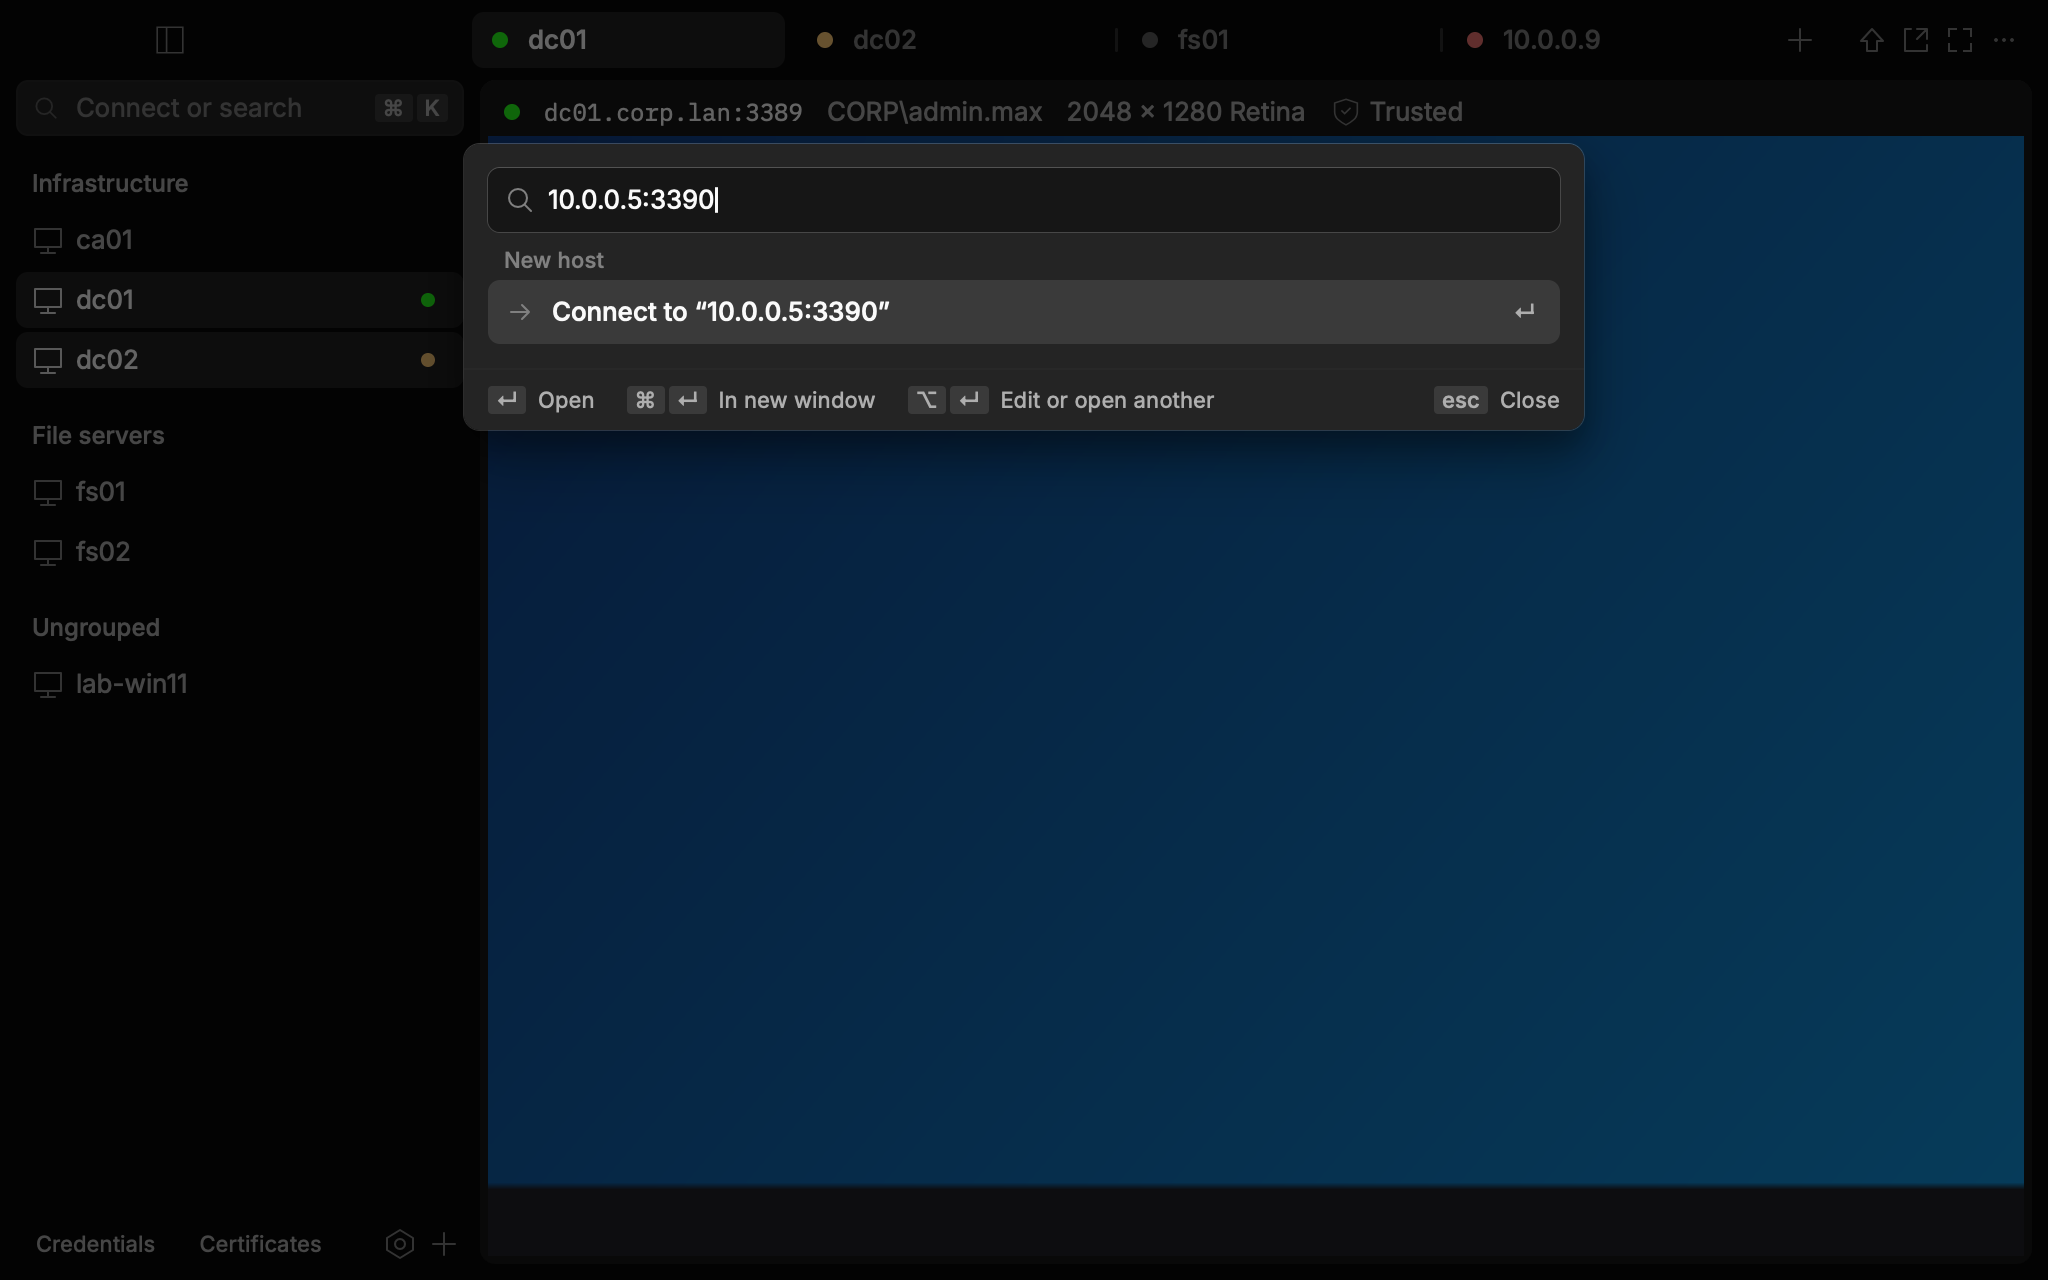 dc01
dc02
fs01
10.0.0.9
Connect or search ⌘ K
dc01.corp.lan:3389 CORP\admin.max 2048 × 1280 Retina Trusted
10.0.0.5:3390
New host
Connect to “10.0.0.5:3390” ↵
↵ Open ⌘ ↵ In new window ⌥ ↵ Edit or open another esc Close
Infrastructure
ca01
dc01
dc02
File servers
fs01
fs02
Ungrouped
lab-win11
Credentials Certificates